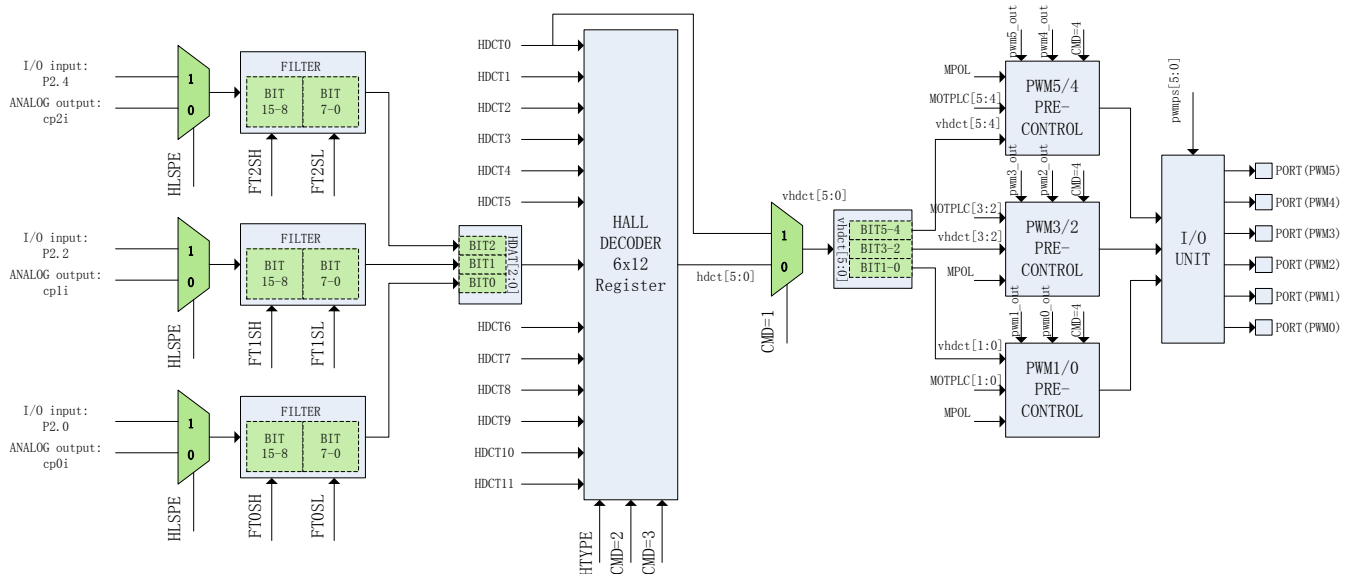 I/O input:
P2.4
ANALOG output:
cp2i
1
0
HLSPE
FILTER
BIT
15-8
BIT
7-0
FT2SH
FT2SL
I/O input:
P2.2
ANALOG output:
cp1i
1
0
HLSPE
FILTER
BIT
15-8
BIT
7-0
FT1SH
FT1SL
I/O input:
P2.0
ANALOG output:
cp0i
1
0
HLSPE
FILTER
BIT
15-8
BIT
7-0
FT0SH
FT0SL
BIT2
BIT1
BIT0
HDAT[2:0]
HDCT0
HDCT1
HDCT2
HDCT3
HDCT4
HDCT5
HDCT6
HDCT7
HDCT8
HDCT9
HDCT10
HDCT11
HALL
DECODER
6x12
Register
HTYPE
CMD=2
CMD=3
vhdct[5:0]
hdct[5:0]
1
0
CMD=1
vhdct[5:0]
BIT5-4
BIT3-2
BIT1-0
pwm5_out
pwm4_out
CMD=4
MPOL
MOTPLC[5:4]
vhdct[5:4]
PWM5/4
PRE-
CONTROL
pwm3_out
pwm2_out
CMD=4
MOTPLC[3:2]
vhdct[3:2]
MPOL
PWM3/2
PRE-
CONTROL
pwm1_out
pwm0_out
CMD=4
vhdct[1:0]
MOTPLC[1:0]
MPOL
PWM1/0
PRE-
CONTROL
pwmps[5:0]
I/O
UNIT
PORT(PWM5)
PORT(PWM4)
PORT(PWM3)
PORT(PWM2)
PORT(PWM1)
PORT(PWM0)